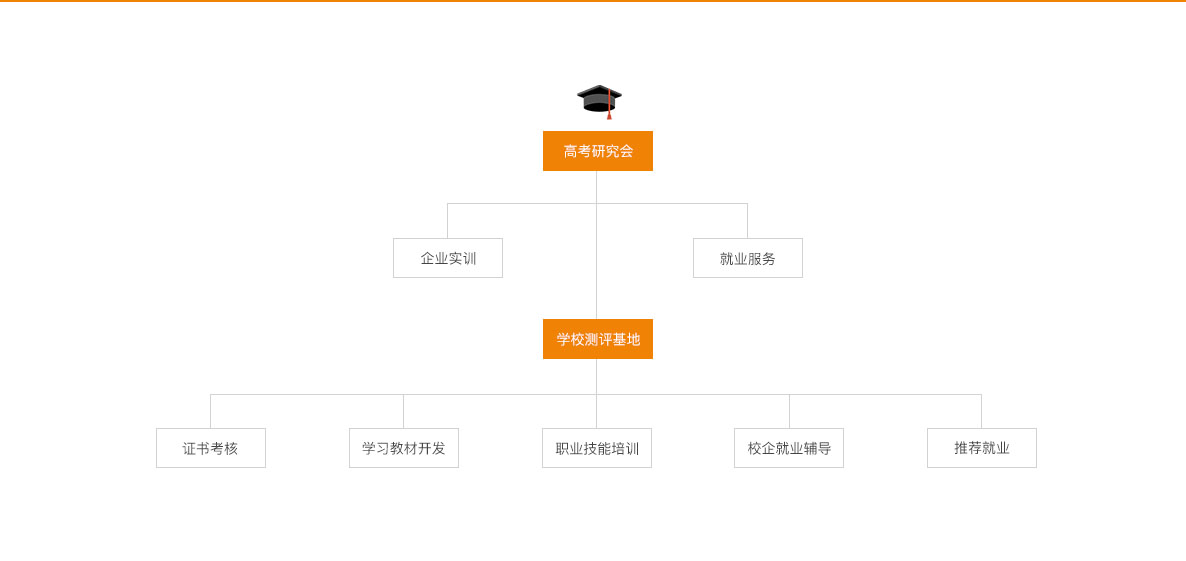 高考研究会
企业实训
就业服务
学校测评基地
证书考核
学习教材开发
职业技能培训
校企就业辅导
推荐就业